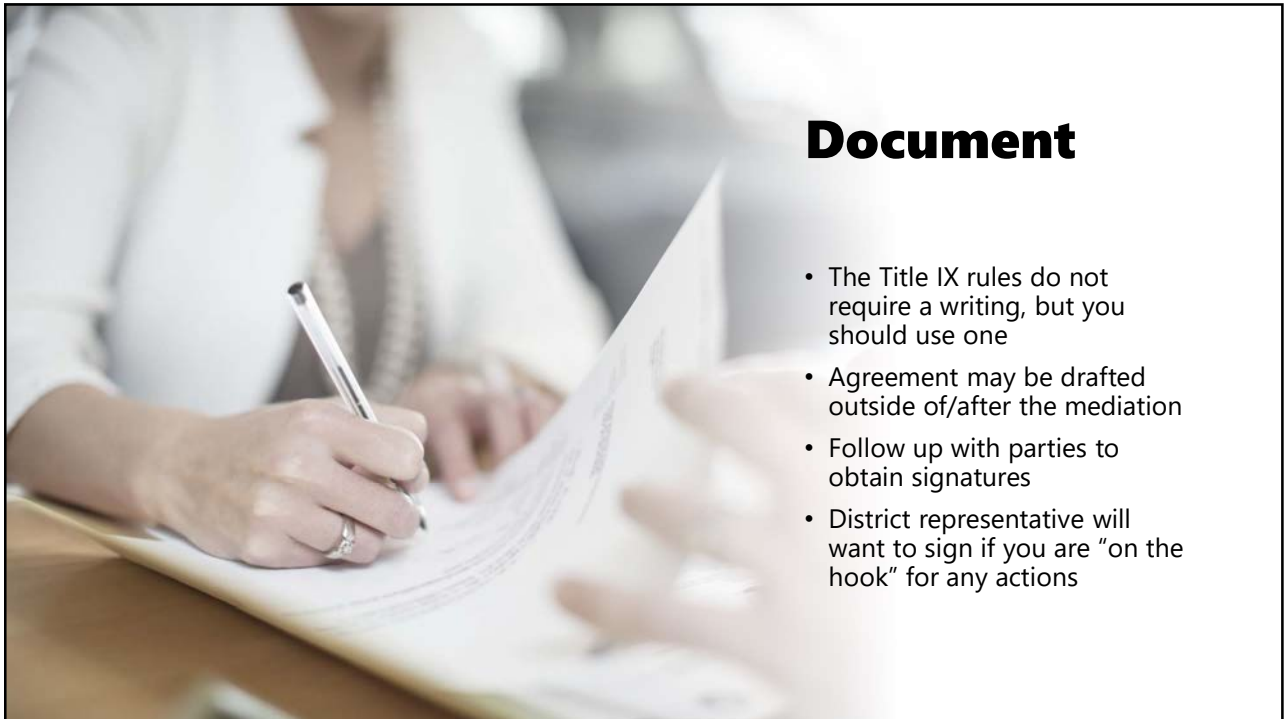 Document
• The Title IX rules do not
require a writing, but you
should use one
• Agreement may be drafted
outside of/after the mediation
• Follow up with parties to
obtain signatures
• District representative will
want to sign if you are “on the
hook” for any actions